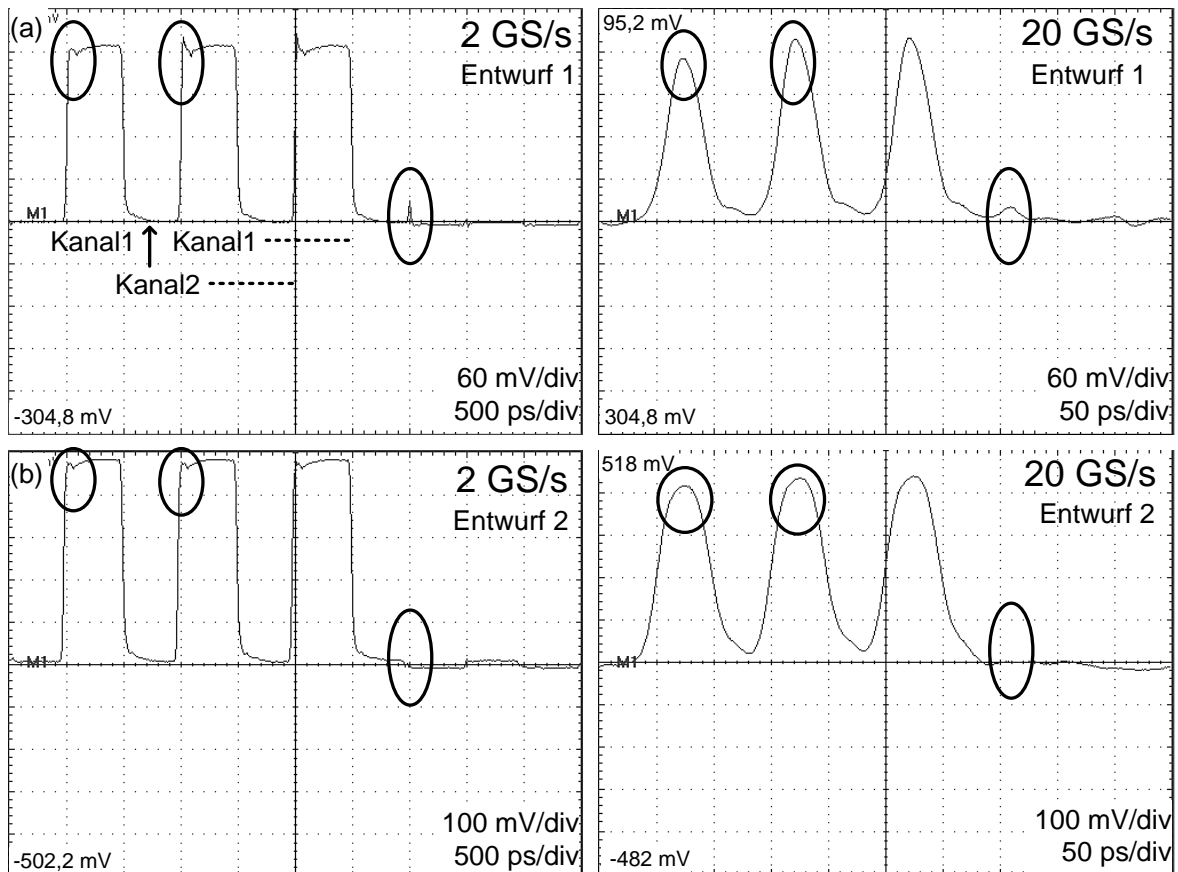 (a)
2 GS/s
Entwurf 1
M1
Kanal1
Kanal1
Kanal2
60 mV/div
500 ps/div
-304,8 mV
95,2 mV
20 GS/s
Entwurf 1
M1
60 mV/div
50 ps/div
304,8 mV
(b)
2 GS/s
Entwurf 2
M1
100 mV/div
500 ps/div
-502,2 mV
518 mV
20 GS/s
Entwurf 2
M1
100 mV/div
50 ps/div
-482 mV